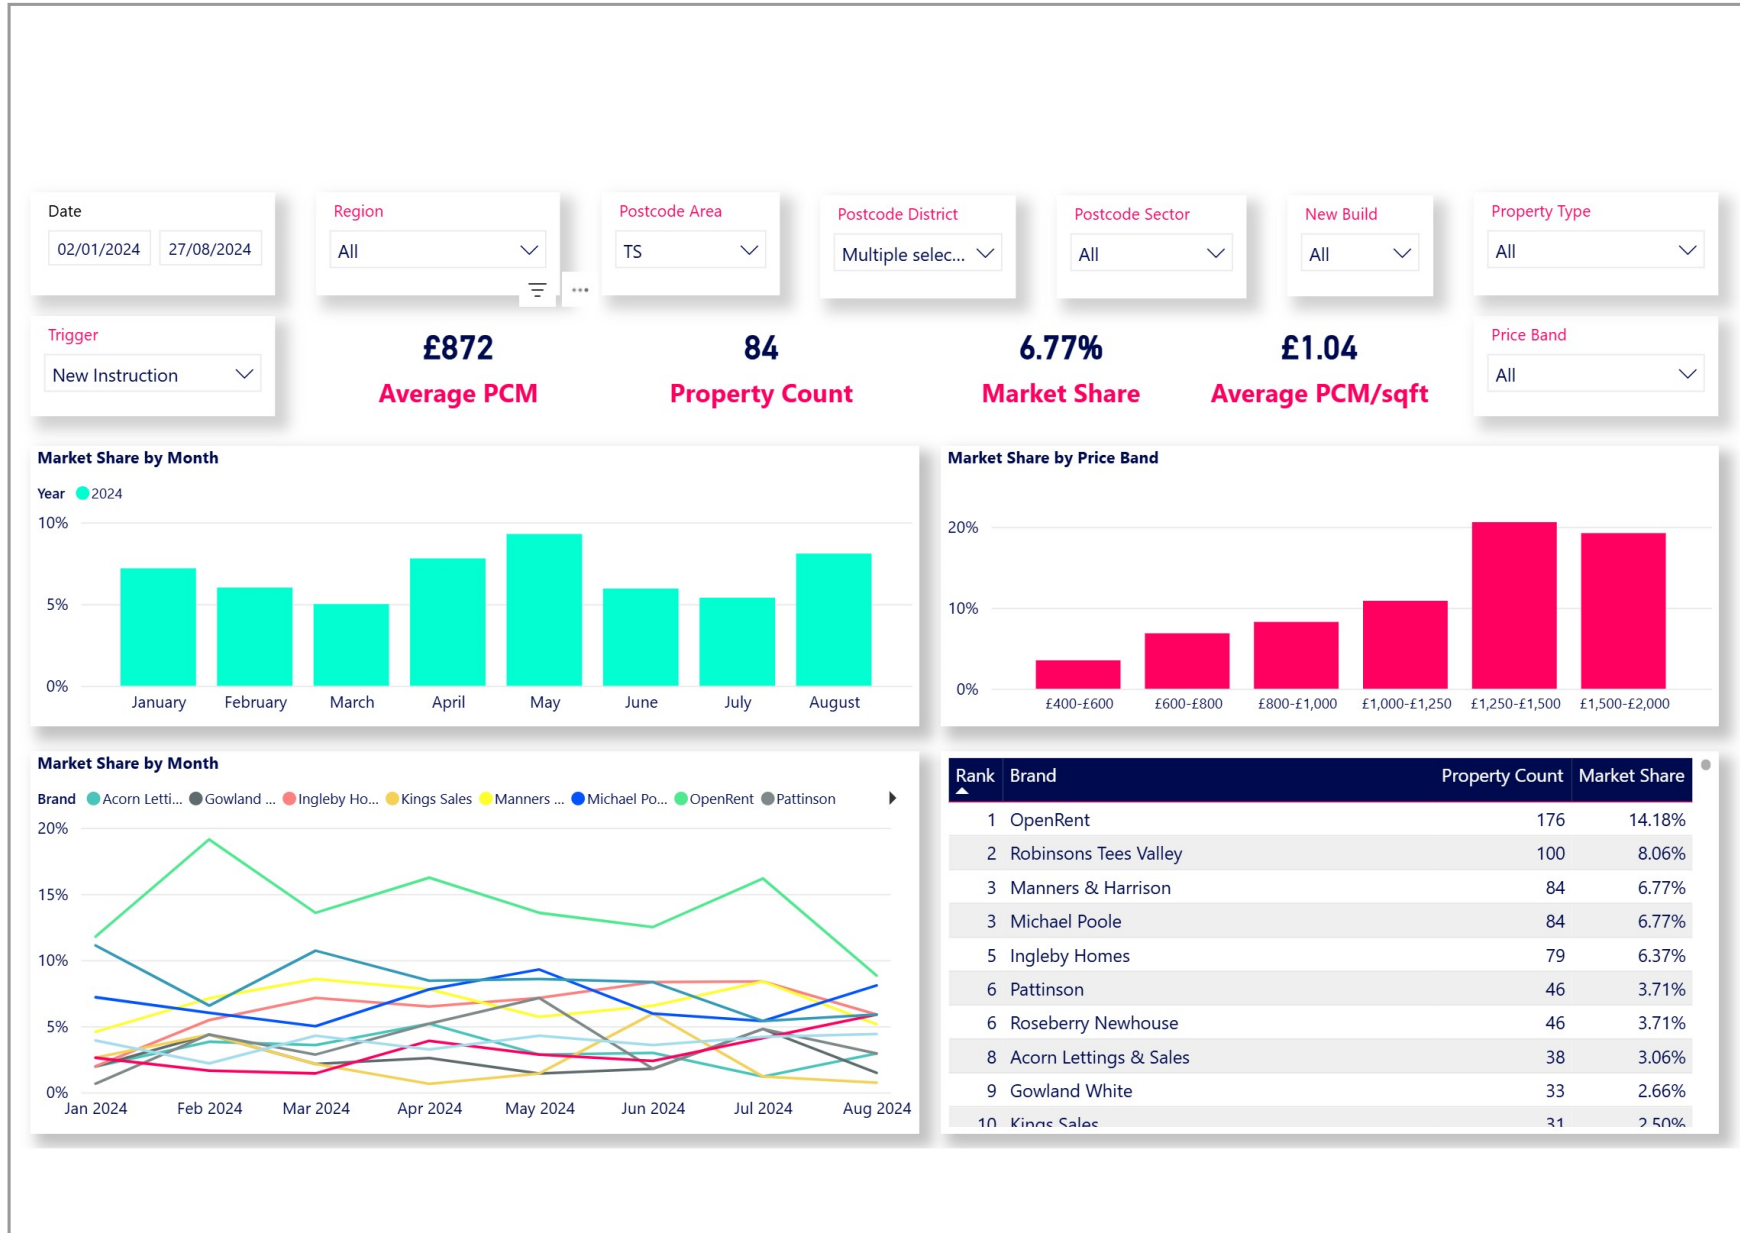 Date
02/01/2024 27/08/2024
Region
All
Postcode Area
TS
Postcode District
Multiple selec...
Postcode Sector
All
New Build
All
Property Type
All
Trigger
New Instruction
£872
Average PCM
84
Property Count
6.77%
Market Share
£1.04
Average PCM/sqft
Price Band
All
Market Share by Month
Year 2024
10%
5%
0%
January February March April May June July August
Market Share by Price Band
20%
10%
0%
£400-£600 £600-£800 £800-£1,000 £1,000-£1,250 £1,250-£1,500 £1,500-£2,000
Market Share by Month
Brand Acorn Letti... Gowland ... Ingleby Ho... Kings Sales Manners ... Michael Po... OpenRent Pattinson
20%
15%
10%
5%
0%
Jan 2024 Feb 2024 Mar 2024 Apr 2024 May 2024 Jun 2024 Jul 2024 Aug 2024
Rank Brand Property Count Market Share
1 OpenRent 176 14.18%
2 Robinsons Tees Valley 100 8.06%
3 Manners & Harrison 84 6.77%
3 Michael Poole 84 6.77%
5 Ingleby Homes 79 6.37%
6 Pattinson 46 3.71%
6 Roseberry Newhouse 46 3.71%
8 Acorn Lettings & Sales 38 3.06%
9 Gowland White 33 2.66%
10 Kings Sales 31 2.50%